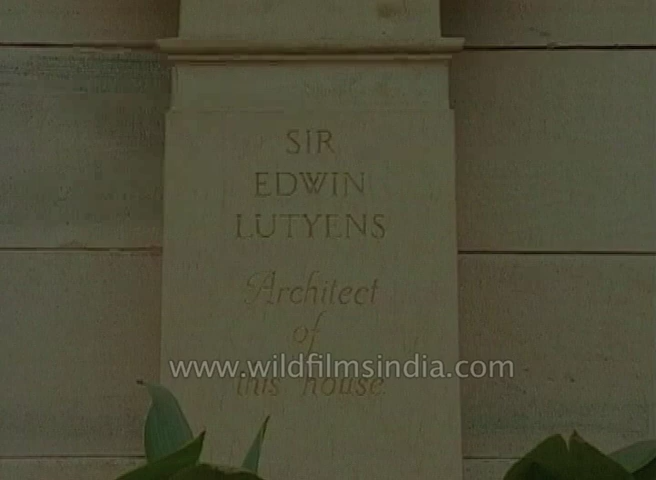 SIR
EDWIN
LUTYENS
Architect
of
www.wildfilmsindia.com
this house